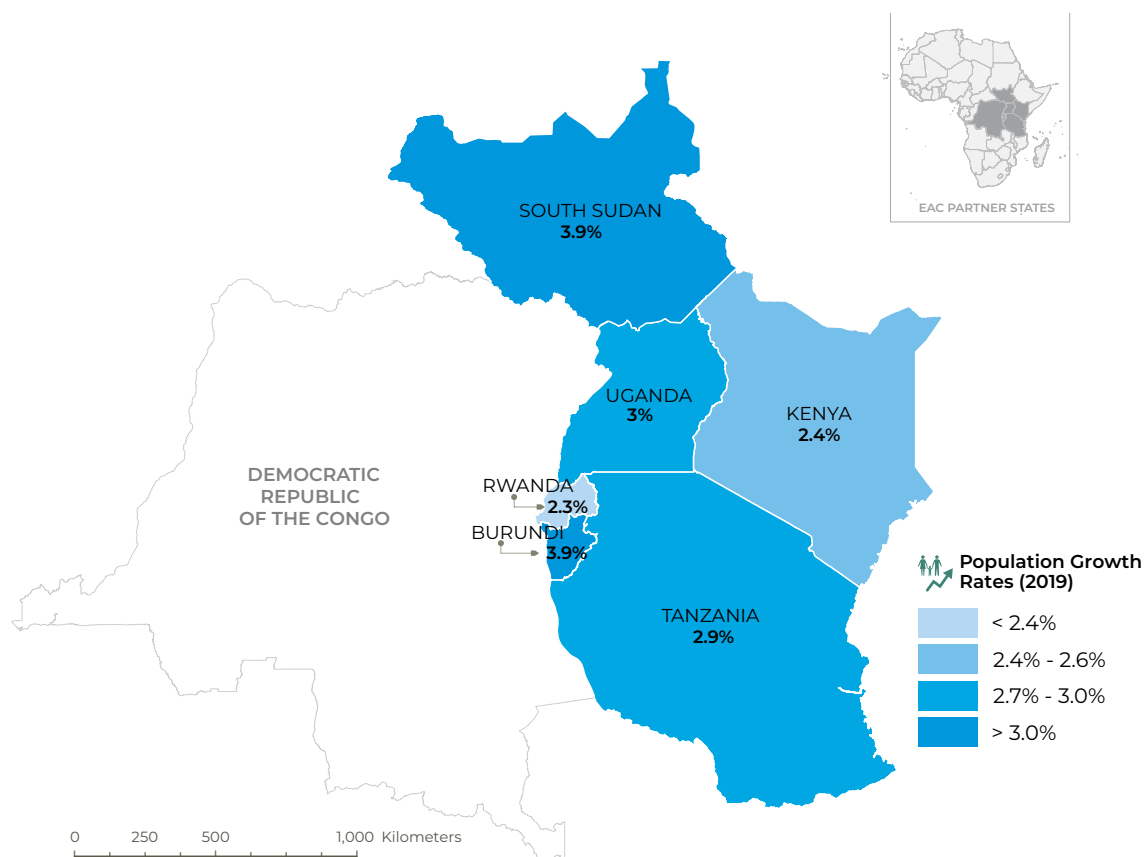 EAC PARTNER STATES
SOUTH SUDAN
3.9%
UGANDA
3%
KENYA
2.4%
DEMOCRATIC
REPUBLIC
OF THE CONGO
RWANDA
2.3%
BURUNDI
3.9%
TANZANIA
2.9%
Population Growth
Rates (2019)
< 2.4%
2.4% - 2.6%
2.7% - 3.0%
> 3.0%
0 250 500 1,000 Kilometers